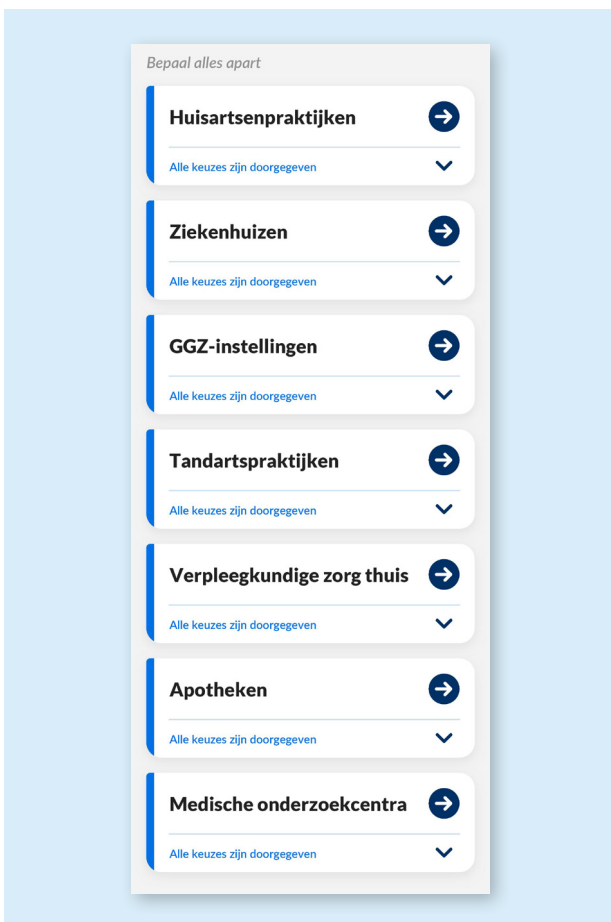 Bepaal alles apart
Huisartsenpraktijken
Alle keuzes zijn doorgegeven
Ziekenhuizen
Alle keuzes zijn doorgegeven
GGZ-instellingen
Alle keuzes zijn doorgegeven
Tandartspraktijken
Alle keuzes zijn doorgegeven
Verpleegkundige zorg thuis
Alle keuzes zijn doorgegeven
Apotheken
Alle keuzes zijn doorgegeven
Medische onderzoekcentra
Alle keuzes zijn doorgegeven